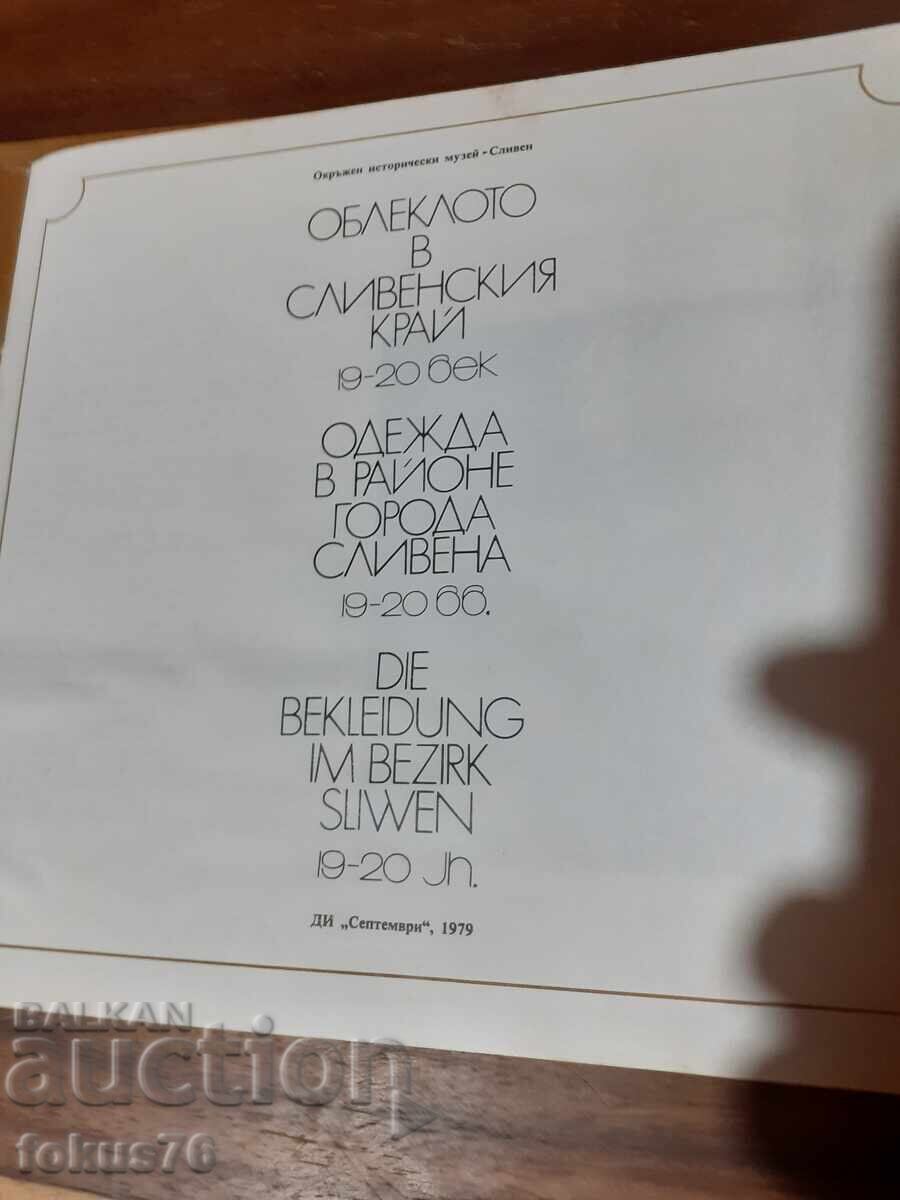 Окръжен исторически музей - Сливен
ОБЛЕКЛОТО
В
СЛИВЕНСКИЯ
КРАЙ
19-20 век
ОДЕЖДА
В РАЙОНЕ
ГОРОДА
СЛИВЕНА
19-20 вв.
DIE
BEKLEIDUNG
IM BEZIRK
SLIWEN
19-20 Jh.
ДИ „Септември“, 1979
BALKAN
auction
fokus76